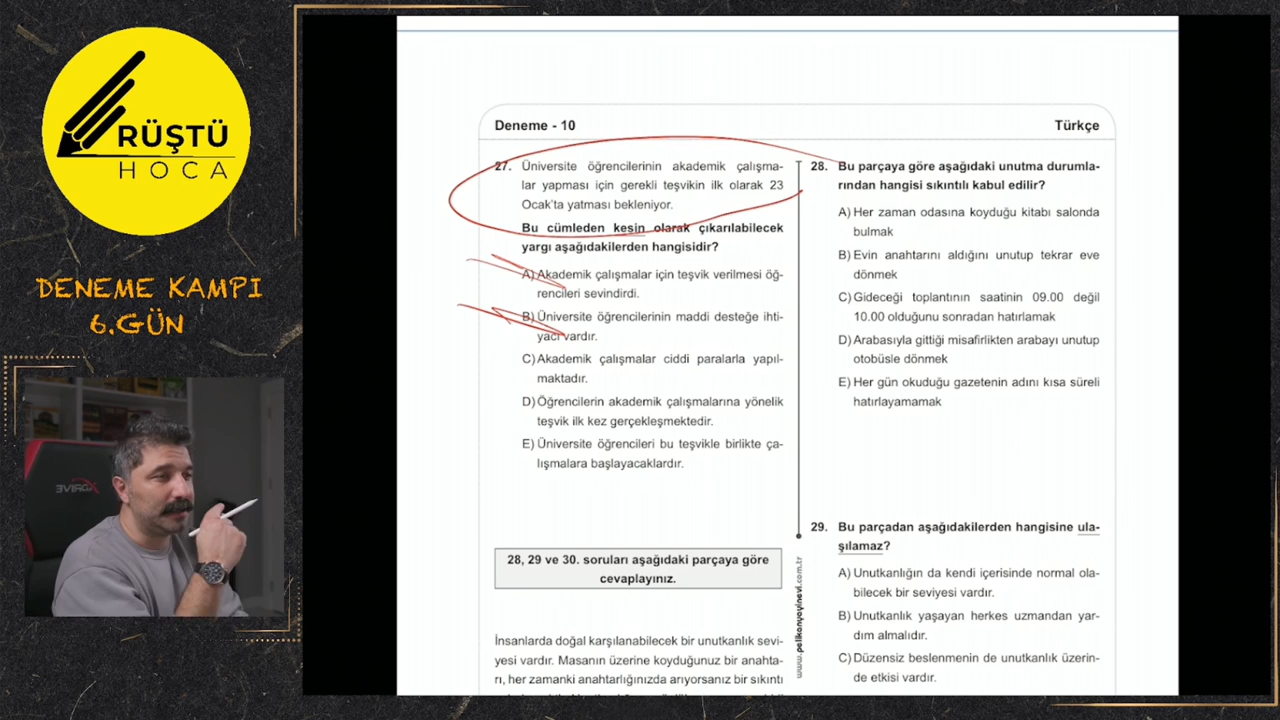 RÜŞTÜ
HOCA
DENEME KAMPI
6.GÜN
Deneme - 10
Türkçe
27. Üniversite öğrencilerinin akademik çalışma-
lar yapması için gerekli teşvikin ilk olarak 23
Ocak'ta yatması bekleniyor.
Bu cümleden kesin olarak çıkarılabilecek
yargı aşağıdakilerden hangisidir?
A) Akademik çalışmalar için teşvik verilmesi öğ-
rencileri sevindirdi.
B) Üniversite öğrencilerinin maddi desteğe ihti-
yacı vardır.
C) Akademik çalışmalar ciddi paralarla yapıl-
maktadır.
D) Öğrencilerin akademik çalışmalarına yönelik
teşvik ilk kez gerçekleşmektedir.
E) Üniversite öğrencileri bu teşvikle birlikte ça-
lışmalara başlayacaklardır.
28, 29 ve 30. soruları aşağıdaki parçaya göre
cevaplayınız.
İnsanlarda doğal karşılanabilecek bir unutkanlık sevi-
yesi vardır. Masanın üzerine koyduğunuz bir anahta-
rı, her zamanki anahtarlığınızda arıyorsanız bir sıkıntı
www.pelikanyayinevi.com.tr
28. Bu parçaya göre aşağıdaki unutma durumla-
rından hangisi sıkıntılı kabul edilir?
A) Her zaman odasına koyduğu kitabı salonda
bulmak
B) Evin anahtarını aldığını unutup tekrar eve
dönmek
C) Gideceği toplantının saatinin 09.00 değil
10.00 olduğunu sonradan hatırlamak
D) Arabasıyla gittiği misafirlikten arabayı unutup
otobüsle dönmek
E) Her gün okuduğu gazetenin adını kısa süreli
hatırlayamamak
29. Bu parçadan aşağıdakilerden hangisine ula-
şılamaz?
A) Unutkanlığın da kendi içerisinde normal ola-
bilecek bir seviyesi vardır.
B) Unutkanlık yaşayan herkes uzmandan yar-
dım almalıdır.
C) Düzensiz beslenmenin de unutkanlık üzerin-
de etkisi vardır.